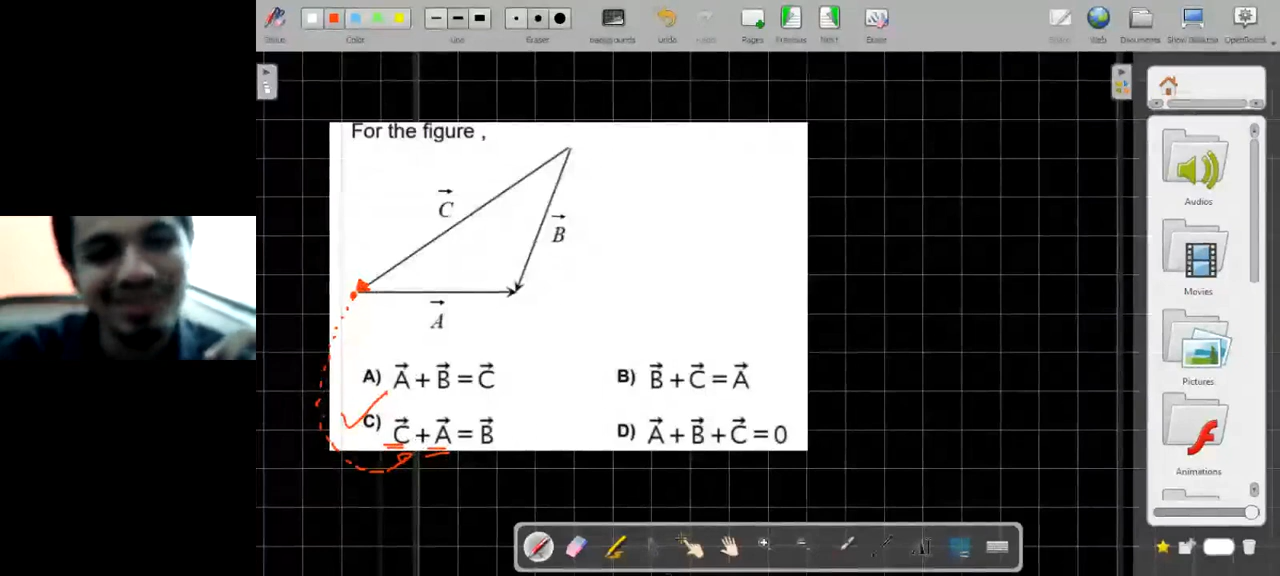 Color
Line
Eraser
Backgrounds
Undo
Pages
Previous
Next
Erase
Web
Documents
Show Desktop
OpenBoard
For the figure ,
C
B
A
A) A + B = C
B) B + C = A
C) C + A = B
D) A + B + C = 0
Audios
Movies
Pictures
Animations